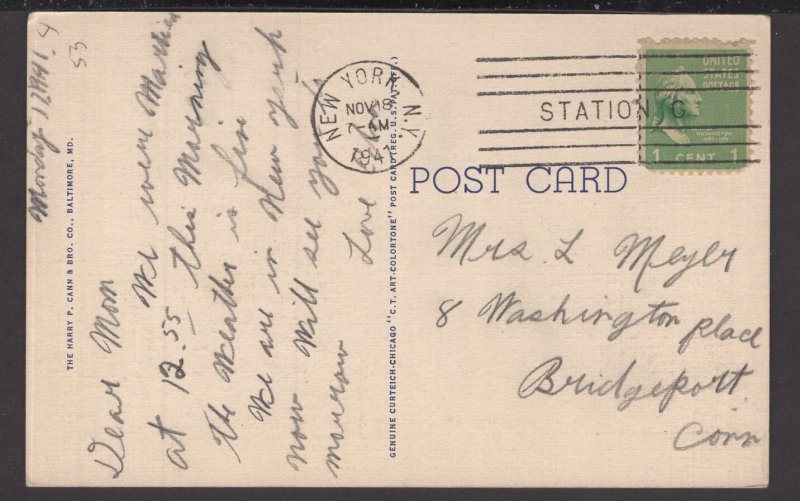 Monday 1941
53
Dear Mom
We were Married
at 12.55 this Morning
the Weather is fine
We are in New york
now. Will see you's
morrow Love
THE HARRY P. CANN & BRO. CO., BALTIMORE, MD.
GENUINE CURTEICH-CHICAGO "C.T. ART-COLORTONE" POST CARD (REG. U.S. PAT. OFF.)
NEW YORK, N.Y.
NOV 18
7-AM
1941
STATION G
UNITED
STATES
POSTAGE
WASHINGTON
1 CENT 1
POST CARD
Mrs. L Meyer
8 Washington place
Bridgeport
Conn